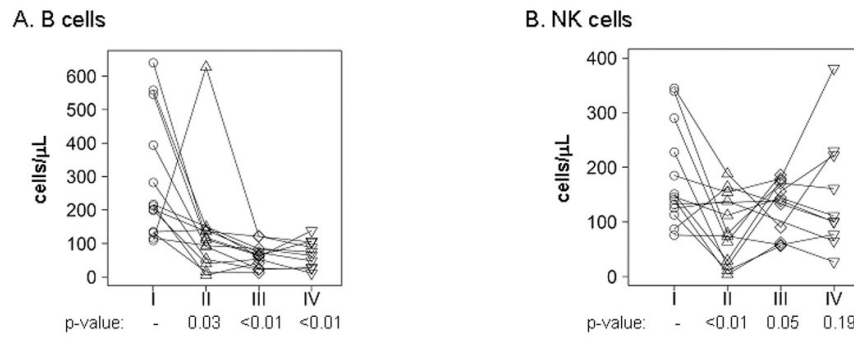 A. B cells
B. NK cells
cells/µL
600
500
400
300
200
100
0
I II III IV
p-value: - 0.03 <0.01 <0.01
cells/µL
400
300
200
100
0
I II III IV
p-value: - <0.01 0.05 0.19